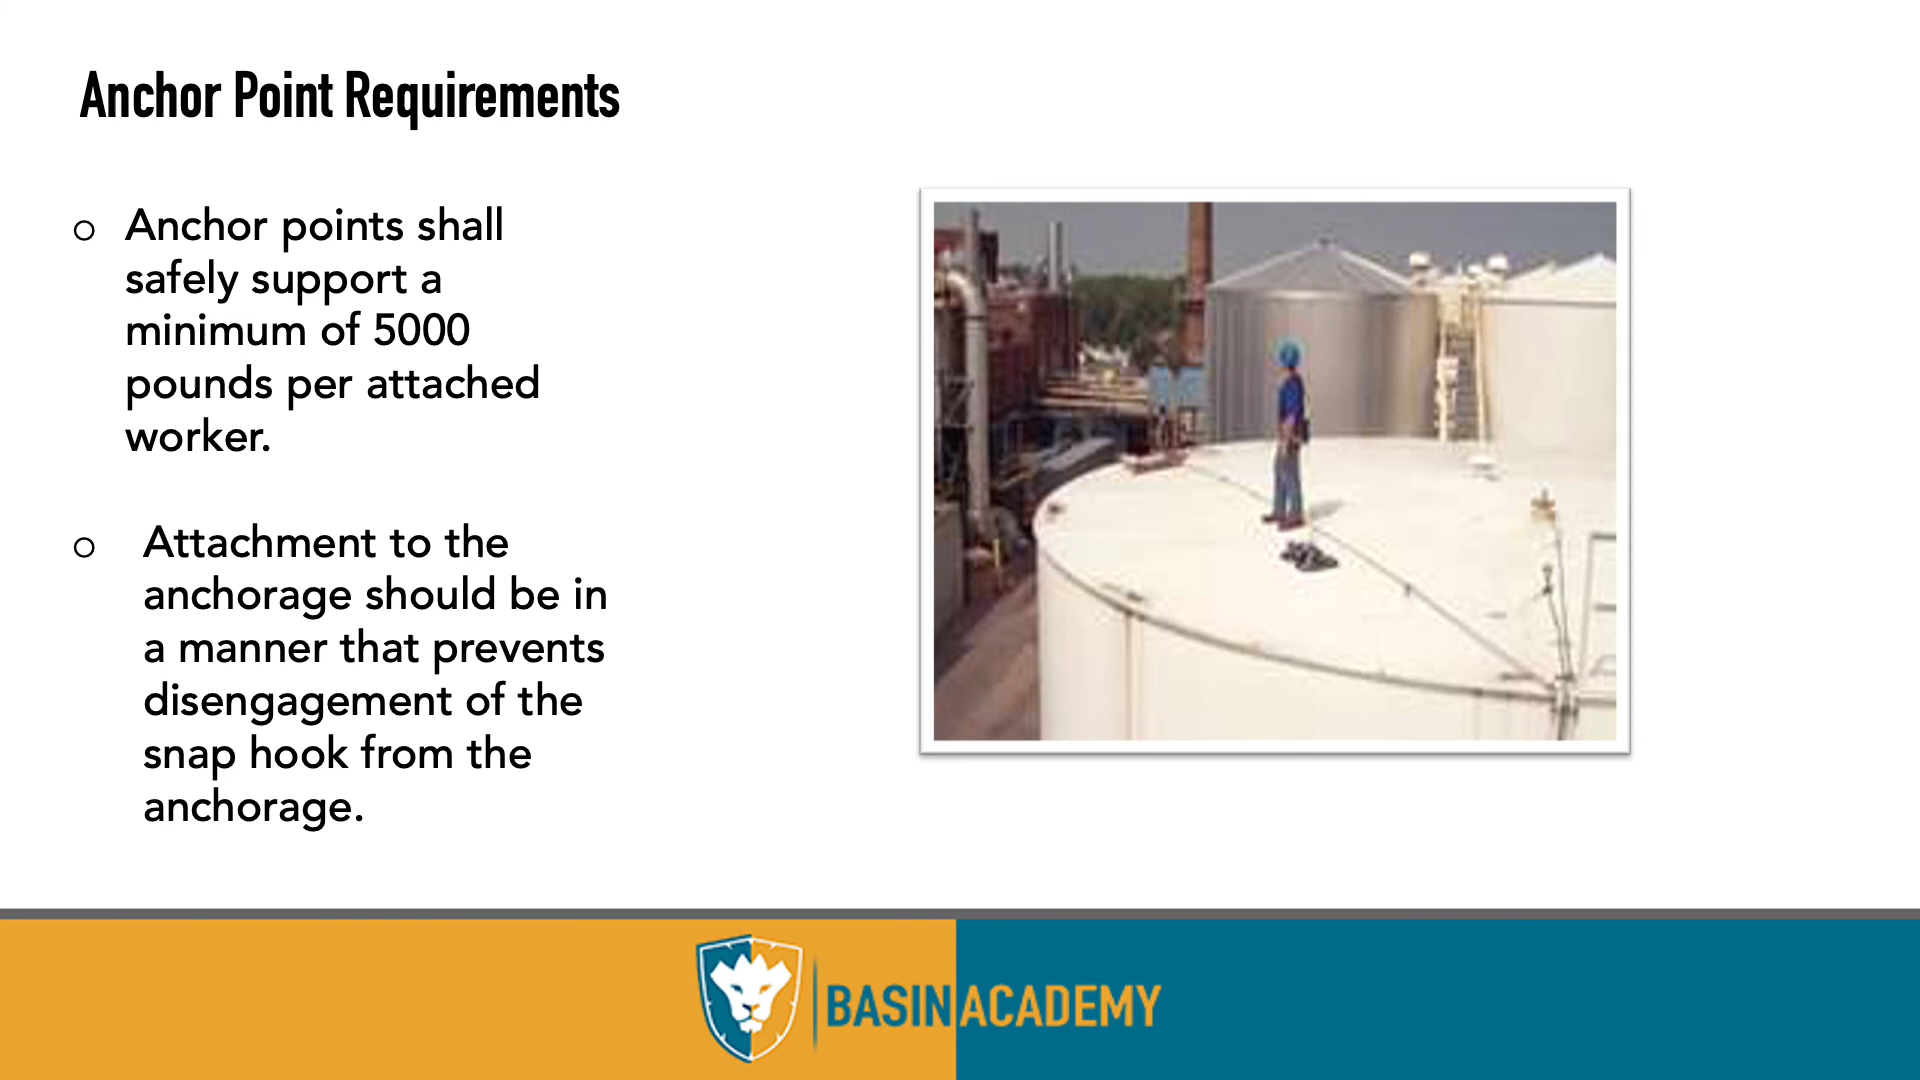 Anchor Point Requirements
○ Anchor points shall
safely support a
minimum of 5000
pounds per attached
worker.
○ Attachment to the
anchorage should be in
a manner that prevents
disengagement of the
snap hook from the
anchorage.
BASIN ACADEMY